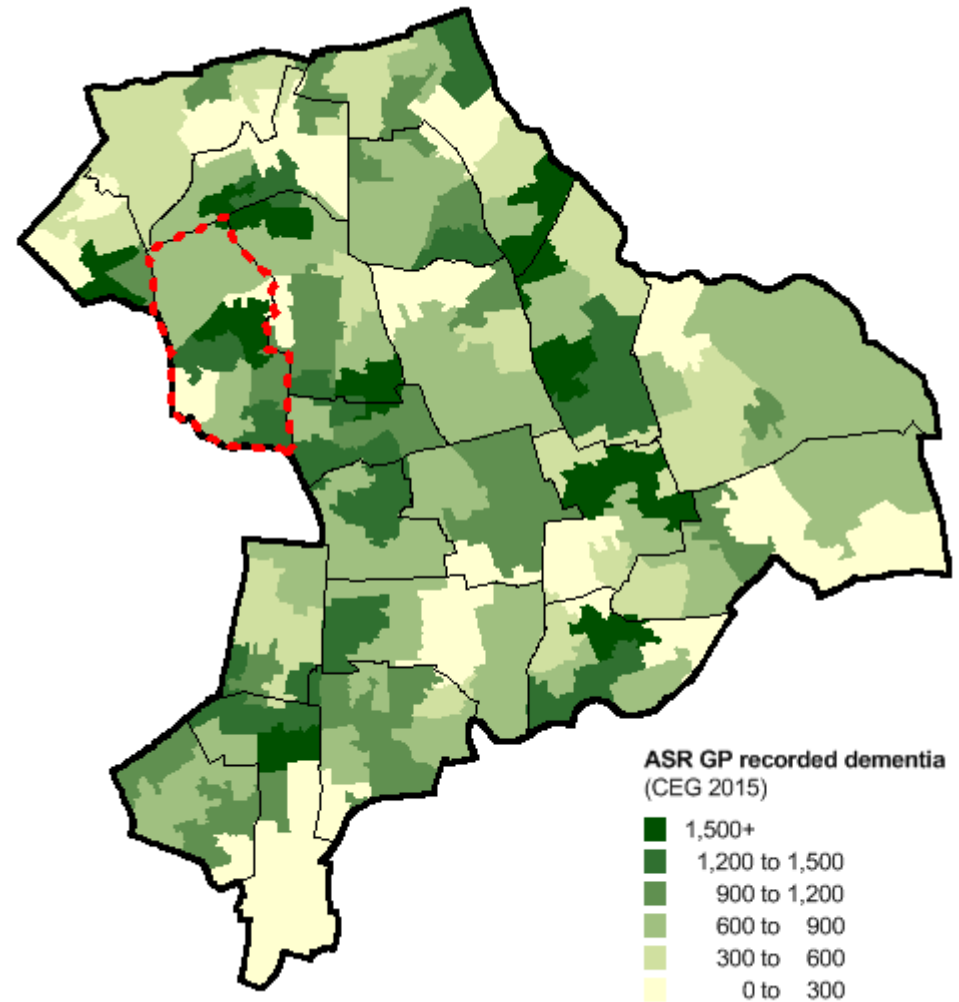 ASR GP recorded dementia
(CEG 2015)
1,500+
1,200 to 1,500
900 to 1,200
600 to 900
300 to 600
0 to 300